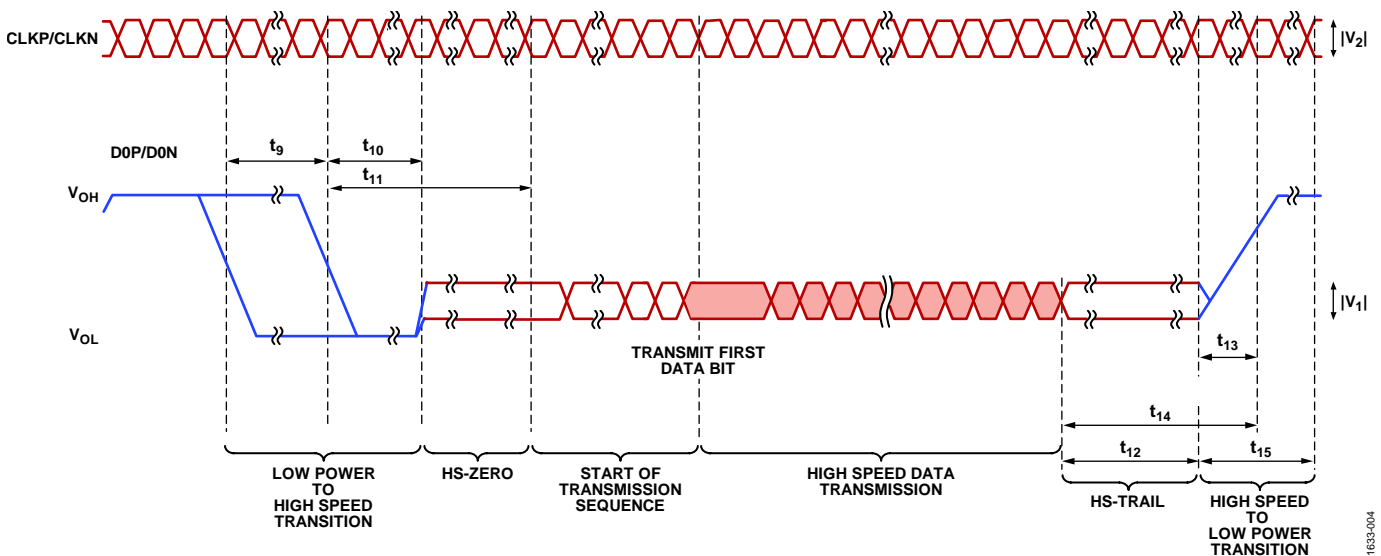 CLKP/CLKN
|V2|
D0P/D0N
t9
t10
t11
VOH
VOL
|V1|
TRANSMIT FIRST
DATA BIT
t13
t14
t12
t15
LOW POWER
TO
HIGH SPEED
TRANSITION
HS-ZERO
START OF
TRANSMISSION
SEQUENCE
HIGH SPEED DATA
TRANSMISSION
HS-TRAIL
HIGH SPEED
TO
LOW POWER
TRANSITION
1633-004